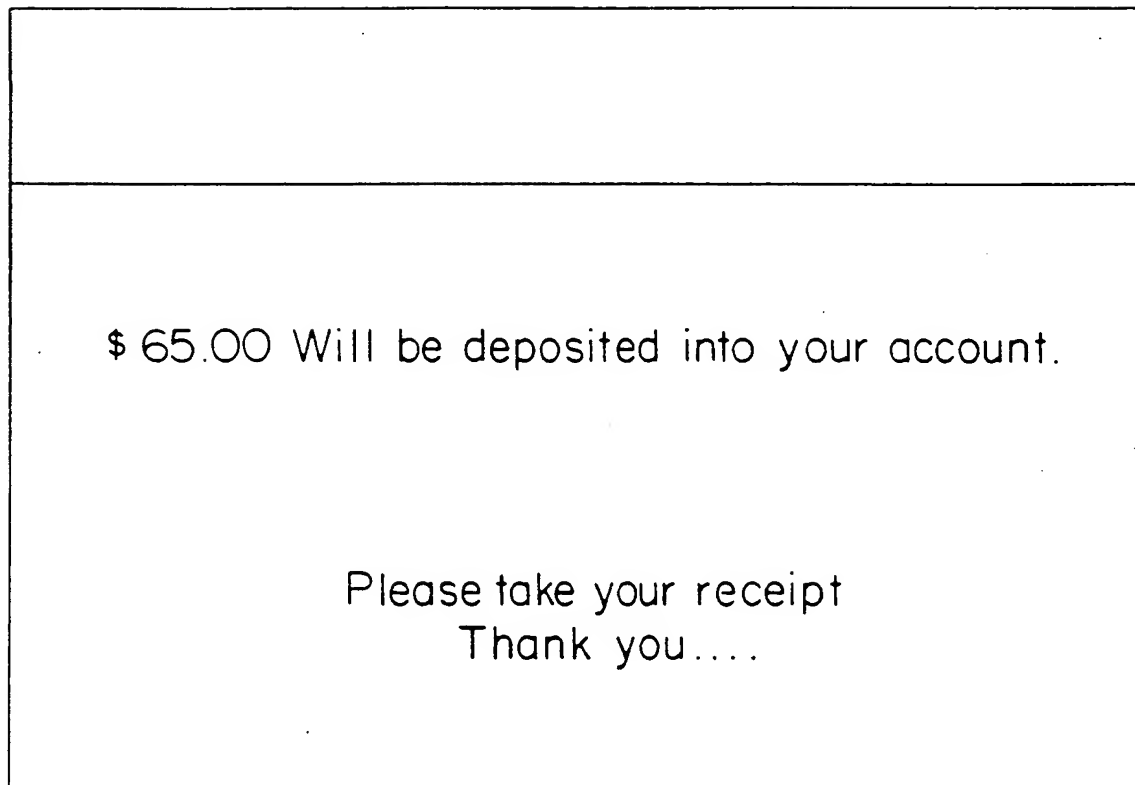 $ 65.00 Will be deposited into your account.
Please take your receipt
Thank you....